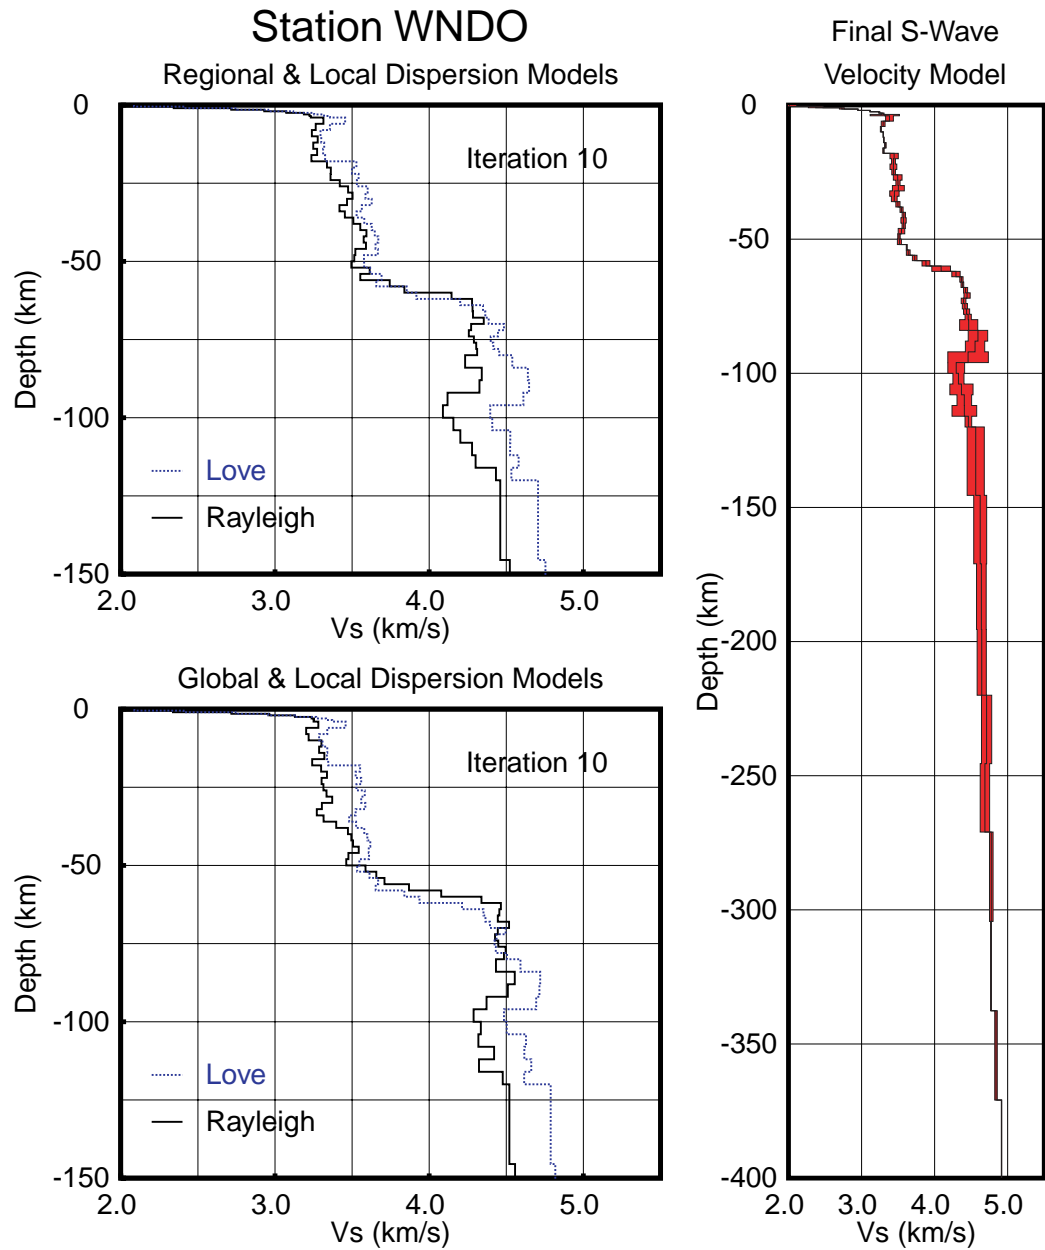 Station WNDO
Regional & Local Dispersion Models
0
-50
-100
-150
Depth (km)
Iteration 10
Love
Rayleigh
2.0 3.0 4.0 5.0
Vs (km/s)
Global & Local Dispersion Models
0
-50
-100
-150
Depth (km)
Iteration 10
Love
Rayleigh
2.0 3.0 4.0 5.0
Vs (km/s)
Final S-Wave
Velocity Model
0
-50
-100
-150
-200
-250
-300
-350
-400
Depth (km)
2.0 3.0 4.0 5.0
Vs (km/s)